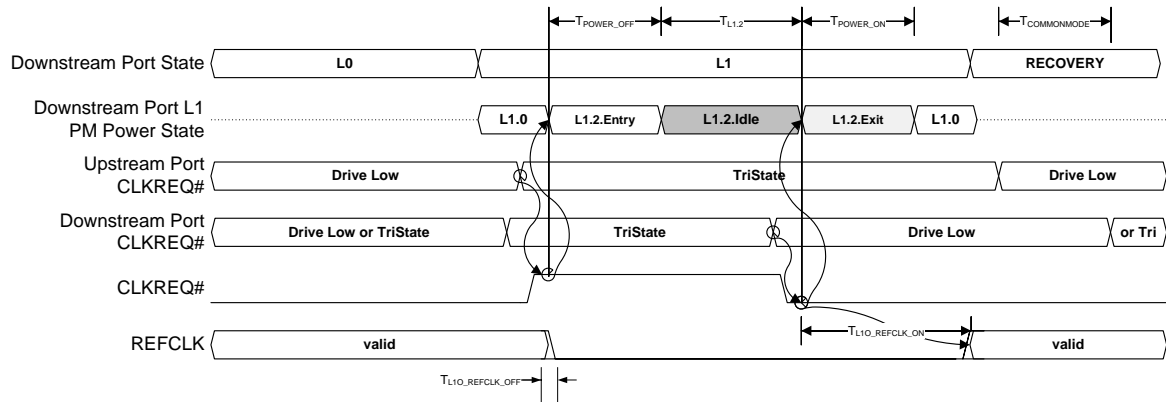 TPOWER_OFF TL1.2 TPOWER_ON TCOMMONMODE
Downstream Port State L0 L1 RECOVERY
Downstream Port L1
PM Power State L1.0 L1.2.Entry L1.2.Idle L1.2.Exit L1.0
Upstream Port
CLKREQ# Drive Low TriState Drive Low
Downstream Port
CLKREQ# Drive Low or TriState TriState Drive Low or Tri
CLKREQ#
TL1O_REFCLK_ON
REFCLK valid valid
TL1O_REFCLK_OFF